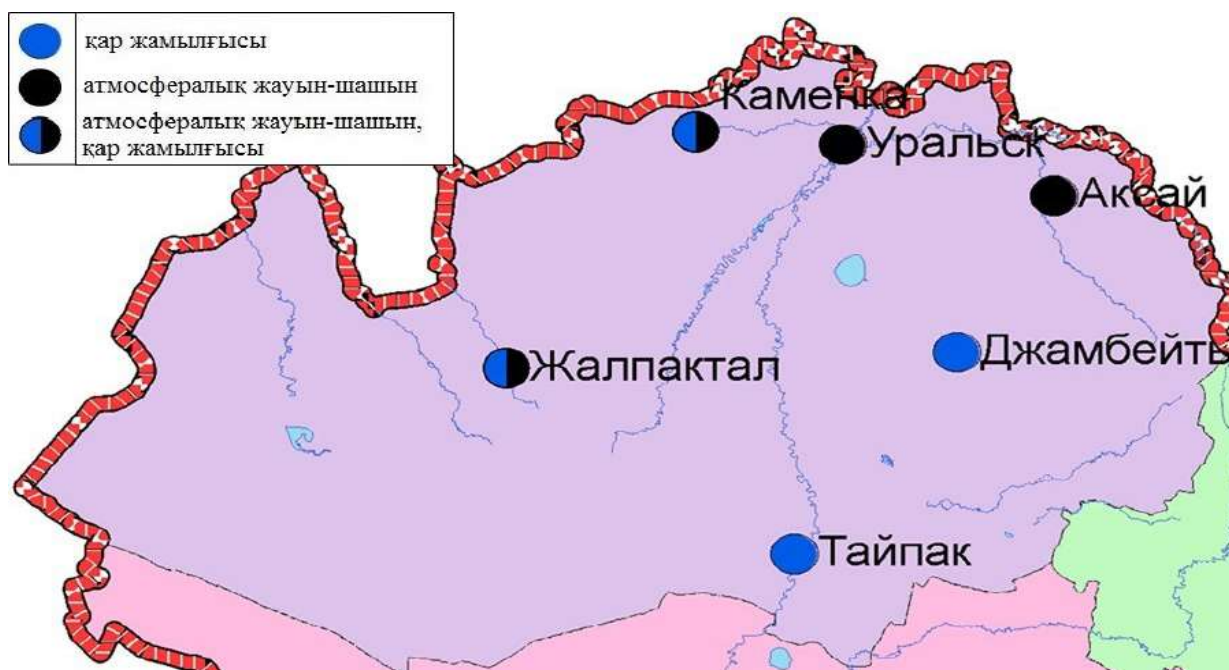 қар жамылғысы
атмосфералық жауын-шашын
атмосфералық жауын-шашын,
қар жамылғысы
Каменка
Уральск
Аксай
Джамбейты
Жалпактал
Тайпак